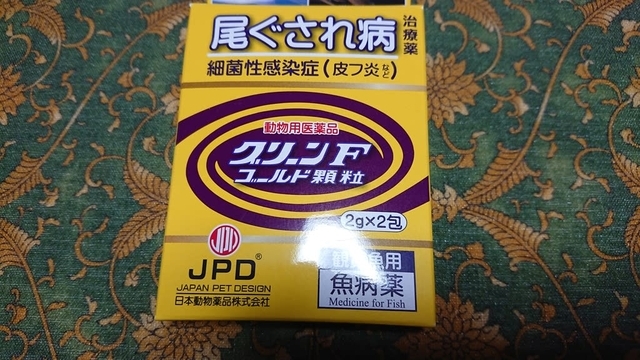 尾ぐされ病
治療薬
細菌性感染症(皮フ炎など)
動物用医薬品
グリーンF
ゴールド顆粒
2g×2包
JPD®
JAPAN PET DESIGN
日本動物薬品株式会社
魚用
魚病薬
Medicine for Fish